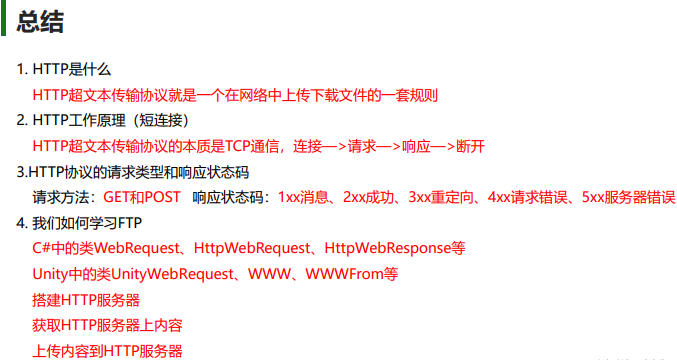 总结
1. HTTP是什么
HTTP超文本传输协议就是一个在网络中上传下载文件的一套规则
2. HTTP工作原理（短连接）
HTTP超文本传输协议的本质是TCP通信，连接—>请求—>响应—>断开
3.HTTP协议的请求类型和响应状态码
请求方法：GET和POST 响应状态码：1xx消息、2xx成功、3xx重定向、4xx请求错误、5xx服务器错误
4. 我们如何学习FTP
C#中的类WebRequest、HttpWebRequest、HttpWebResponse等
Unity中的类UnityWebRequest、WWW、WWWFrom等
搭建HTTP服务器
获取HTTP服务器上内容
上传内容到HTTP服务器